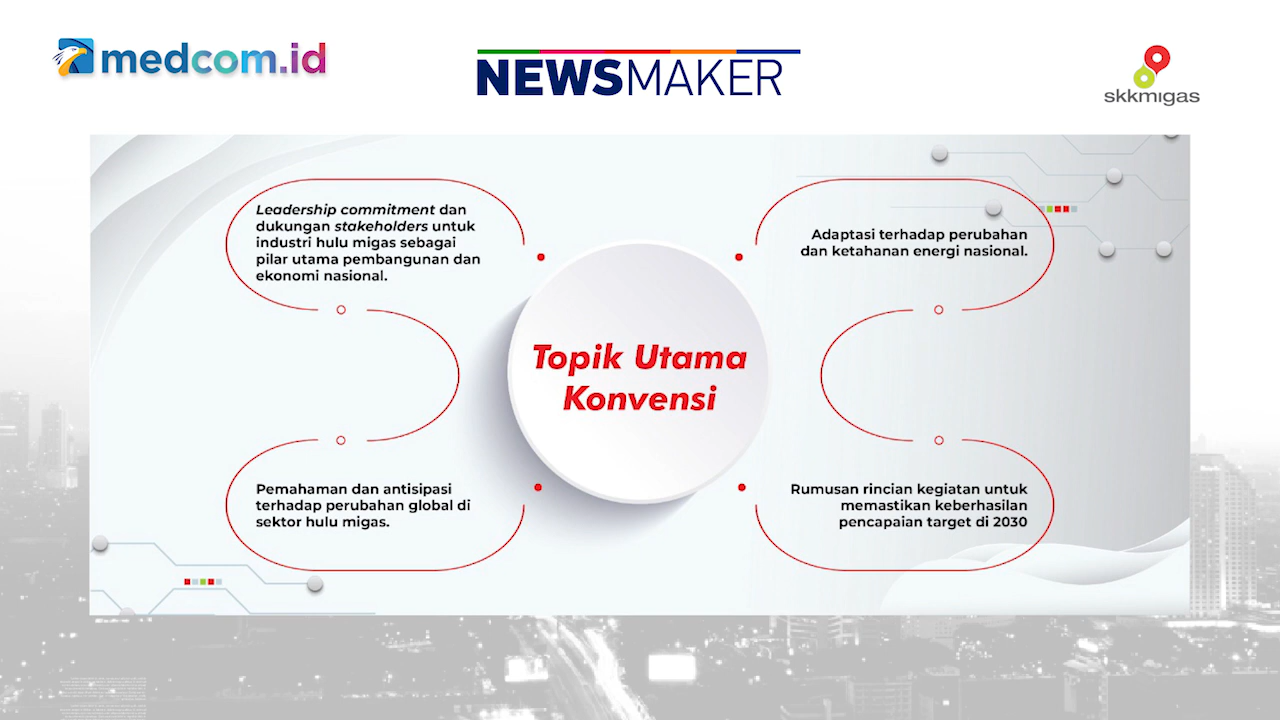 medcom.id
NEWSMAKER
skkmigas
Leadership commitment dan
dukungan stakeholders untuk
industri hulu migas sebagai
pilar utama pembangunan dan
ekonomi nasional.
Adaptasi terhadap perubahan
dan ketahanan energi nasional.
Topik Utama
Konvensi
Pemahaman dan antisipasi
terhadap perubahan global di
sektor hulu migas.
Rumusan rincian kegiatan untuk
memastikan keberhasilan
pencapaian target di 2030